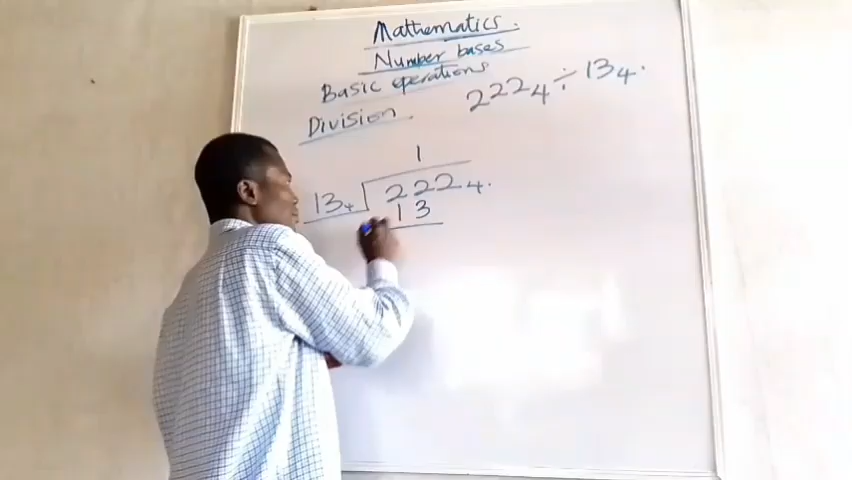 Mathematics.
Number bases
Basic operations
222₄ ÷ 13₄.
Division.
1
13₄ 222₄.
13